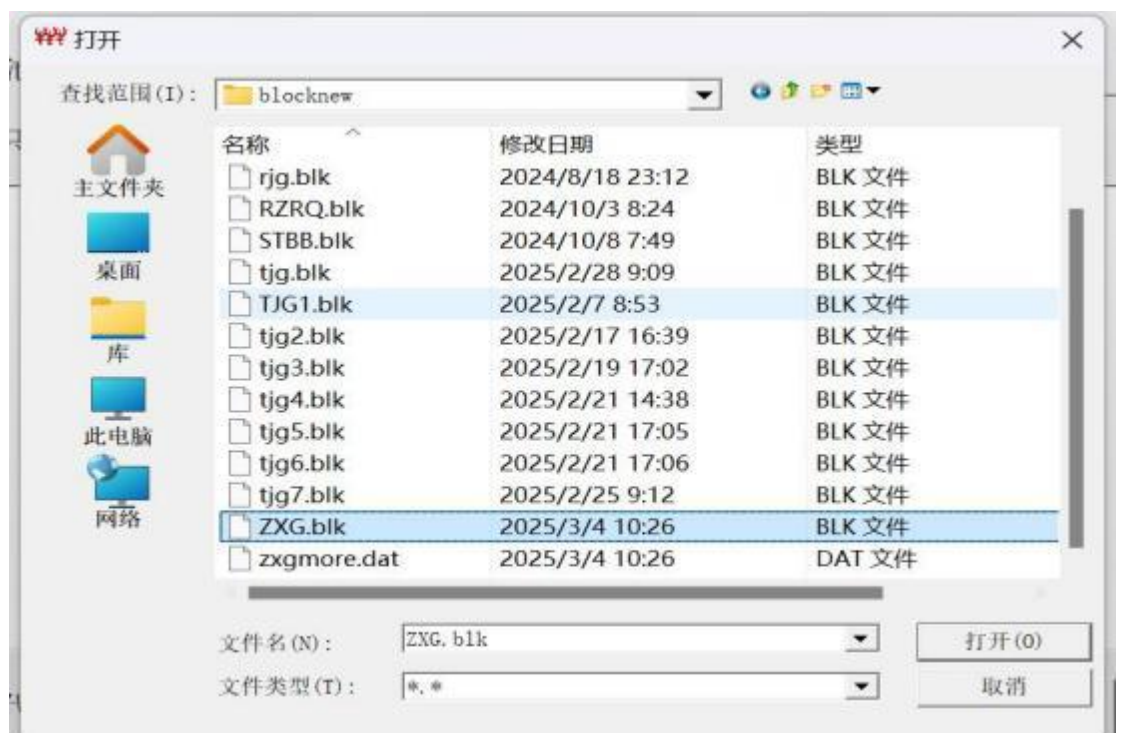 打开
查找范围(I):
blocknew
主文件夹
桌面
库
此电脑
网络
名称 修改日期 类型
rjg.blk 2024/8/18 23:12 BLK 文件
RZRQ.blk 2024/10/3 8:24 BLK 文件
STBB.blk 2024/10/8 7:49 BLK 文件
tjg.blk 2025/2/28 9:09 BLK 文件
TJG1.blk 2025/2/7 8:53 BLK 文件
tjg2.blk 2025/2/17 16:39 BLK 文件
tjg3.blk 2025/2/19 17:02 BLK 文件
tjg4.blk 2025/2/21 14:38 BLK 文件
tjg5.blk 2025/2/21 17:05 BLK 文件
tjg6.blk 2025/2/21 17:06 BLK 文件
tjg7.blk 2025/2/25 9:12 BLK 文件
ZXG.blk 2025/3/4 10:26 BLK 文件
zxgmore.dat 2025/3/4 10:26 DAT 文件
文件名(N): ZXG.blk 打开(O)
文件类型(T): *.* 取消